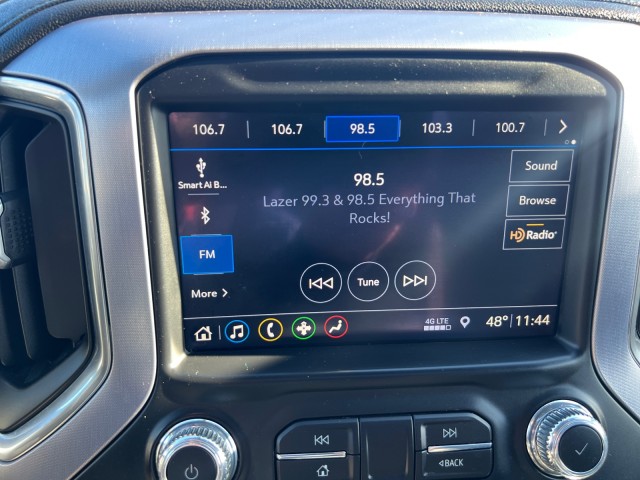 106.7 106.7 98.5 103.3 100.7
Smart Ai B...
98.5
Lazer 99.3 & 98.5 Everything That
Rocks!
Sound
Browse
HD Radio
FM
More
Tune
4G LTE
48° 11:44
BACK